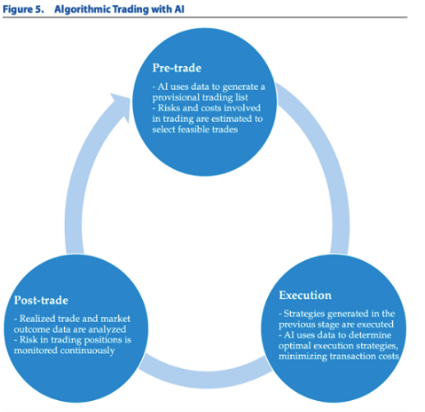 Figure 5. Algorithmic Trading with AI
Pre-trade
- AI uses data to generate a
provisional trading list
- Risks and costs involved
in trading are estimated to
select feasible trades
Post-trade
- Realized trade and market
outcome data are analyzed
- Risk in trading positions is
monitored continuously
Execution
- Strategies generated in the
previous stage are executed
- AI uses data to determine
optimal execution strategies,
minimizing transaction costs